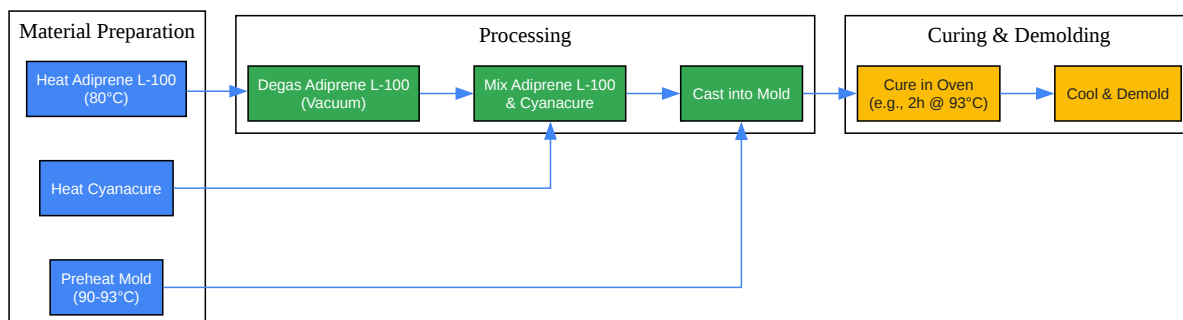 Material Preparation
Heat Adiprene L-100
(80°C)
Heat Cyanacure
Preheat Mold
(90-93°C)
Processing
Degas Adiprene L-100
(Vacuum)
Mix Adiprene L-100
& Cyanacure
Cast into Mold
Curing & Demolding
Cure in Oven
(e.g., 2h @ 93°C)
Cool & Demold